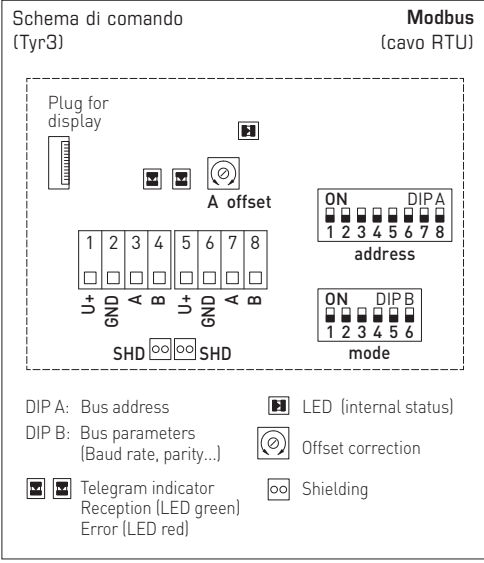 Schema di comando Modbus
(Tyr3) (cavo RTU)
Plug for
display
A offset
ON DIP A
1 2 3 4 5 6 7 8
address
1 2 3 4 5 6 7 8
U+ GND A B U+ GND A B
ON DIP B
1 2 3 4 5 6
mode
SHD SHD
DIP A: Bus address
DIP B: Bus parameters
(Baud rate, parity...)
Telegram indicator
Reception (LED green)
Error (LED red)
LED (internal status)
Offset correction
Shielding